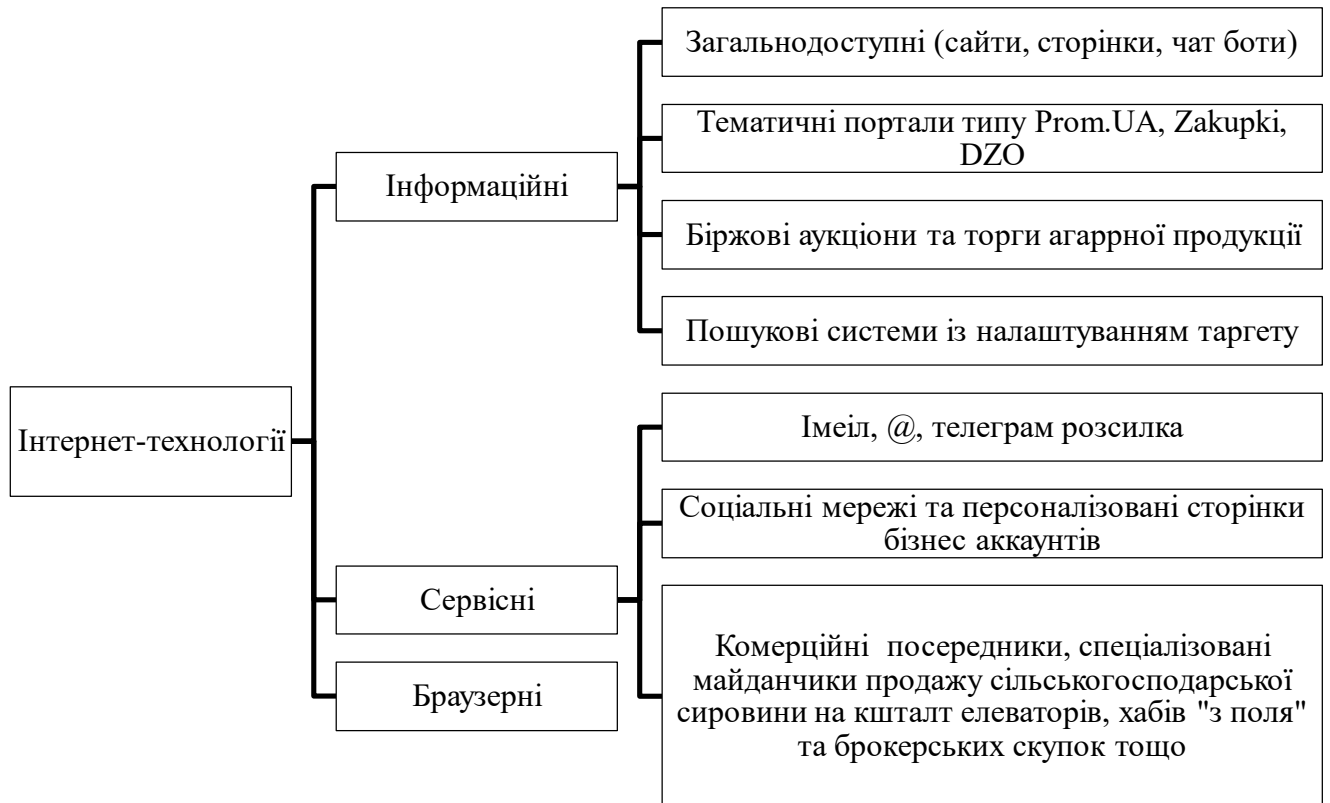 Загальнодоступні (сайти, сторінки, чат боти)
Тематичні портали типу Prom.UA, Zakupki,
DZO
Інформаційні
Біржові аукціони та торги агаррної продукції
Пошукові системи із налаштуванням таргету
Інтернет-технології
Імеіл, @, телеграм розсилка
Соціальні мережі та персоналізовані сторінки
бізнес аккаунтів
Сервісні
Комерційні посередники, спеціалізовані
майданчики продажу сільськогосподарської
сировини на кшталт елеваторів, хабів "з поля"
та брокерських скупок тощо
Браузерні